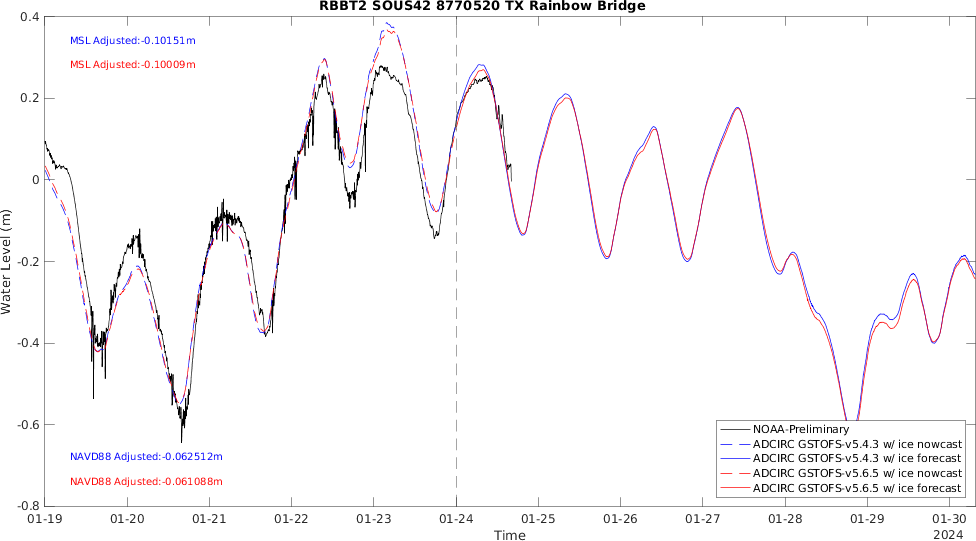 RBBT2 SOUS42 8770520 TX Rainbow Bridge
0.4
0.2
0
-0.2
-0.4
-0.6
-0.8
Water Level (m)
MSL Adjusted:-0.10151m
MSL Adjusted:-0.10009m
NAVD88 Adjusted:-0.062512m
NAVD88 Adjusted:-0.061088m
NOAA-Preliminary
ADCIRC GSTOFS-v5.4.3 w/ ice nowcast
ADCIRC GSTOFS-v5.4.3 w/ ice forecast
ADCIRC GSTOFS-v5.6.5 w/ ice nowcast
ADCIRC GSTOFS-v5.6.5 w/ ice forecast
01-19 01-20 01-21 01-22 01-23 01-24 01-25 01-26 01-27 01-28 01-29 01-30
Time
2024